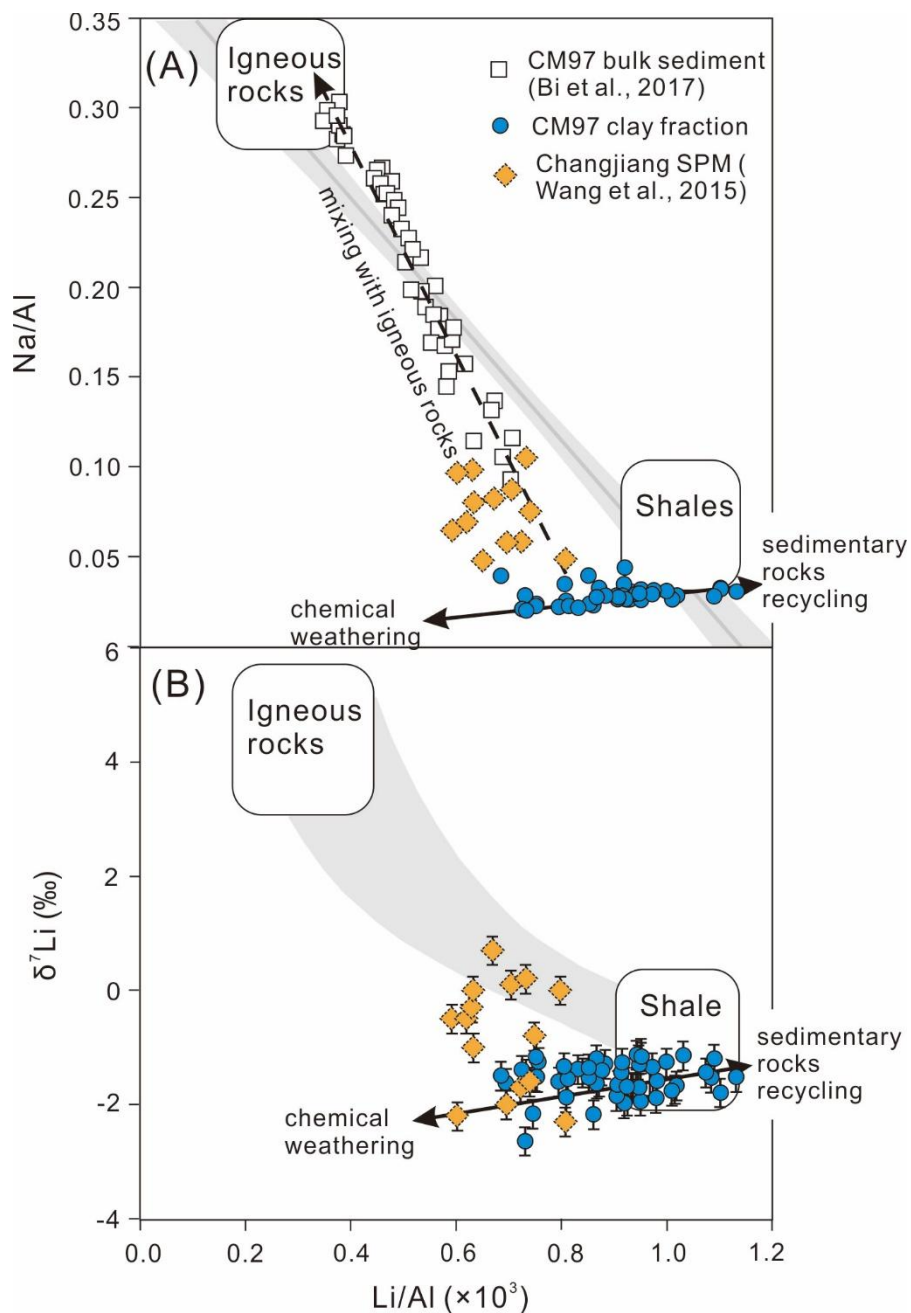 0.35
(A)
Igneous
rocks
CM97 bulk sediment
(Bi et al., 2017)
CM97 clay fraction
Changjiang SPM (
Wang et al., 2015)
0.30
0.25
0.20
0.15
0.10
0.05
Na/Al
mixing with igneous rocks
Shales
sedimentary
rocks
recycling
chemical
weathering
6
(B)
Igneous
rocks
4
2
0
-2
-4
δ⁷Li (‰)
Shale
sedimentary
rocks
recycling
chemical
weathering
0.0
0.4
0.6
0.8
1.0
1.2
Li/Al (×10³)